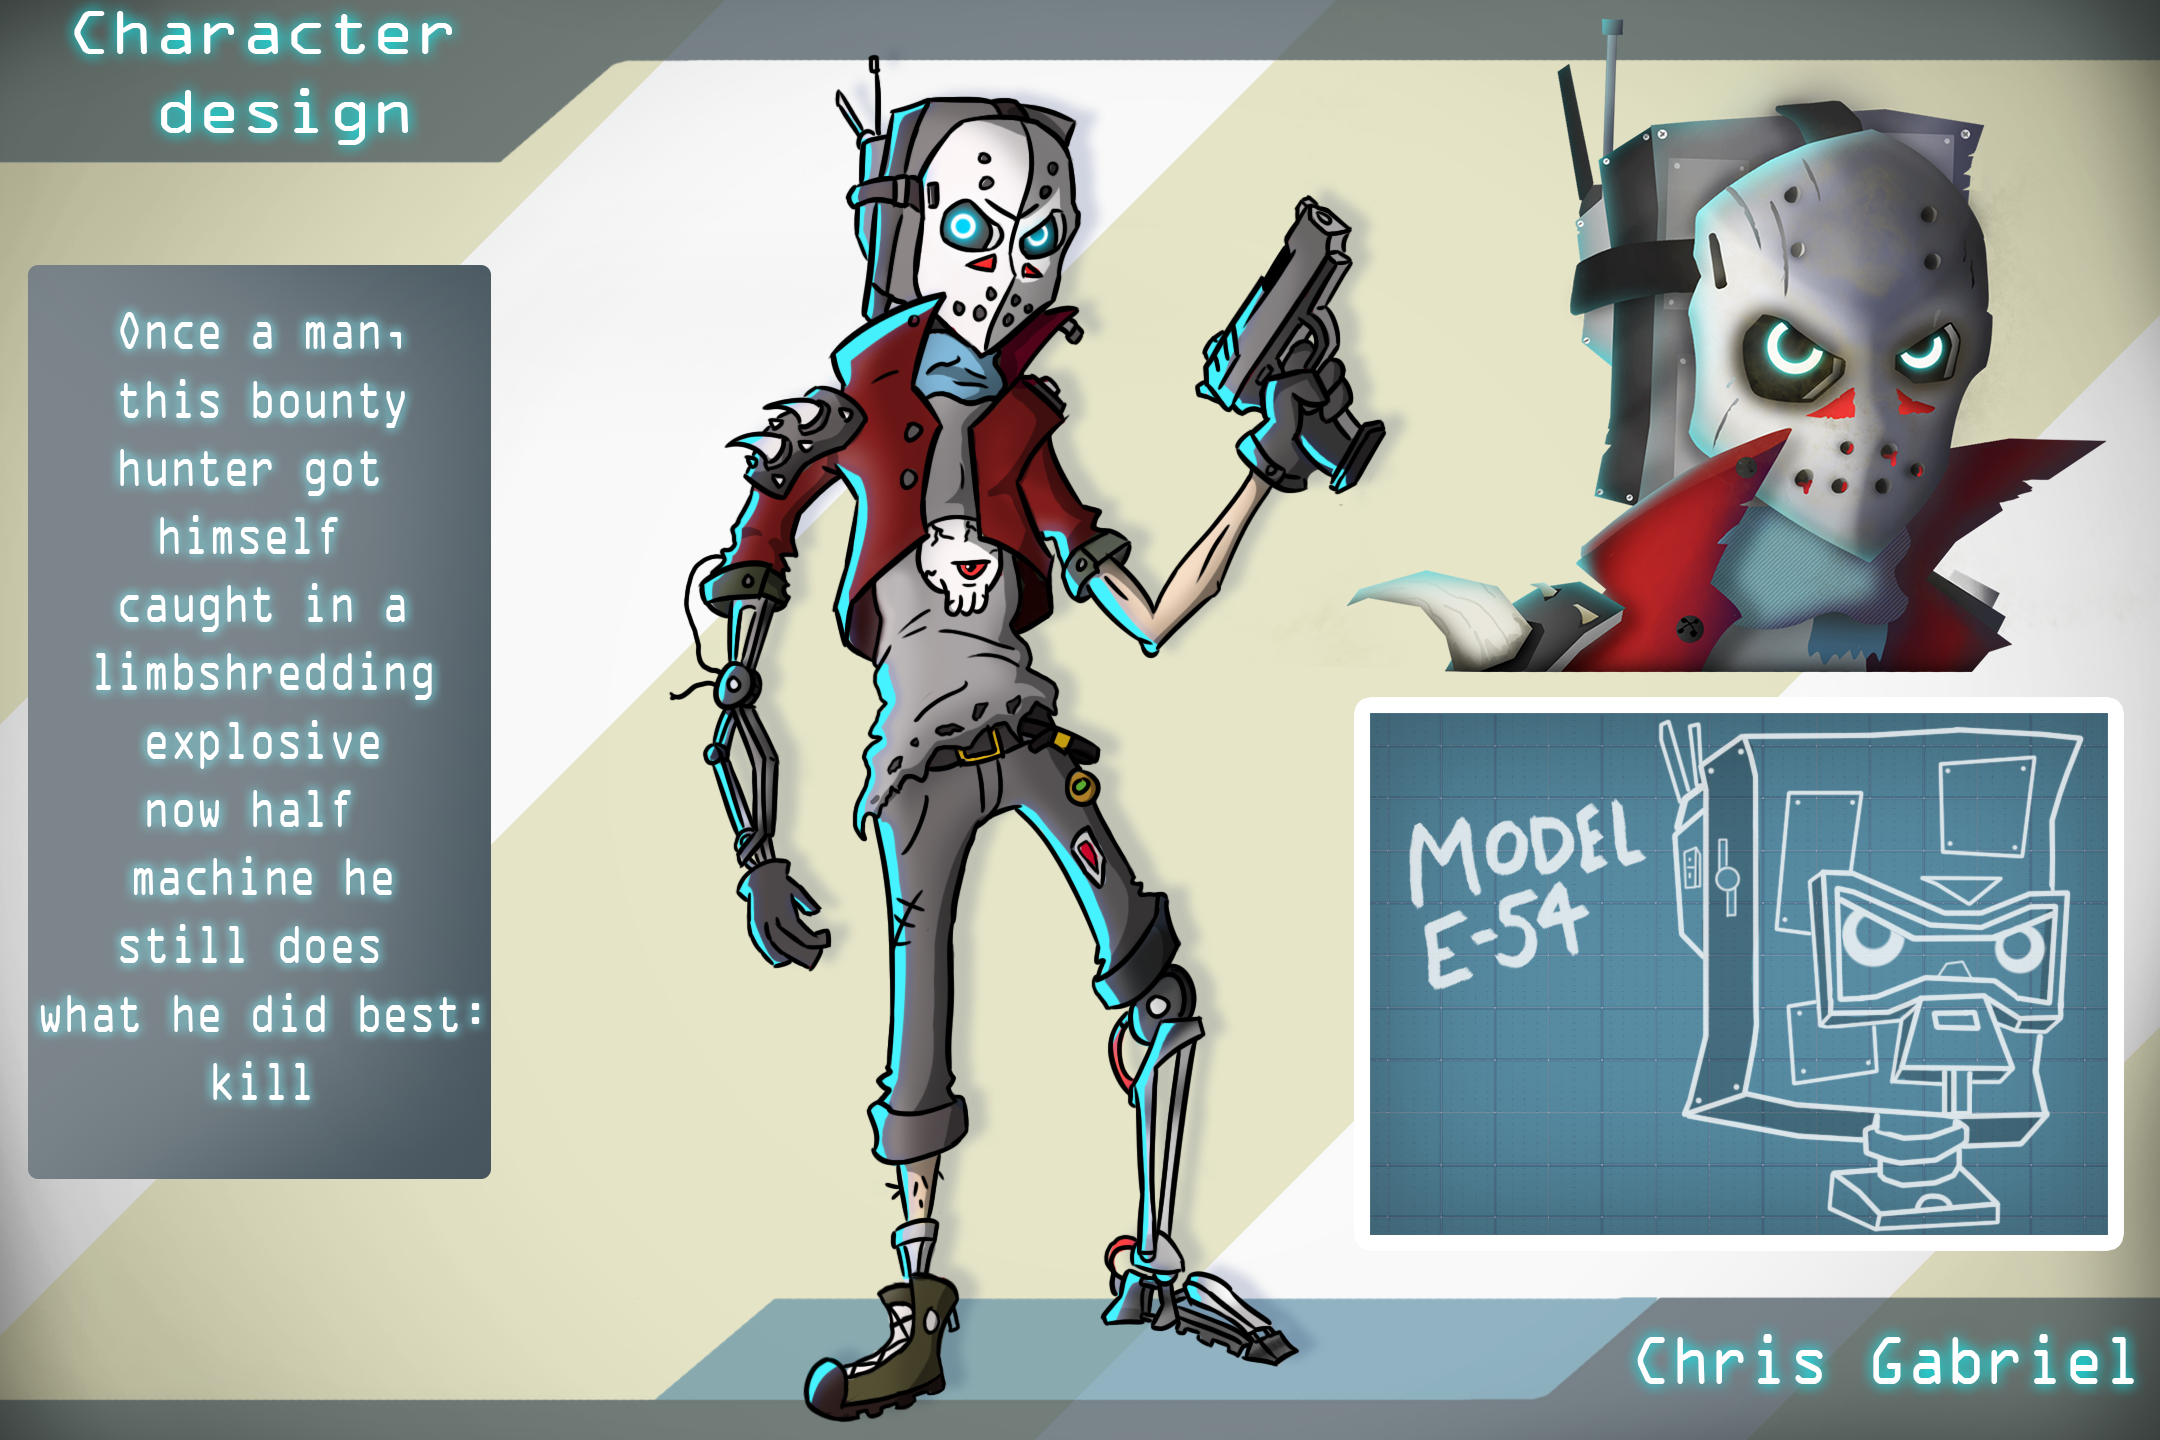 Character
design
Once a man,
this bounty
hunter got
himself
caught in a
limbshredding
explosive
now half
machine he
still does
what he did best:
kill
MODEL
E-54
Chris Gabriel